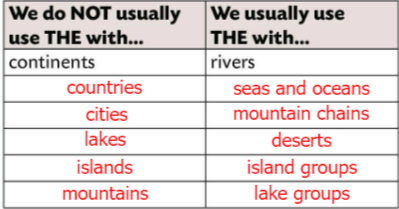 We do NOT usually use THE with... We usually use THE with...
continents rivers
countries seas and oceans
cities mountain chains
lakes deserts
islands island groups
mountains lake groups